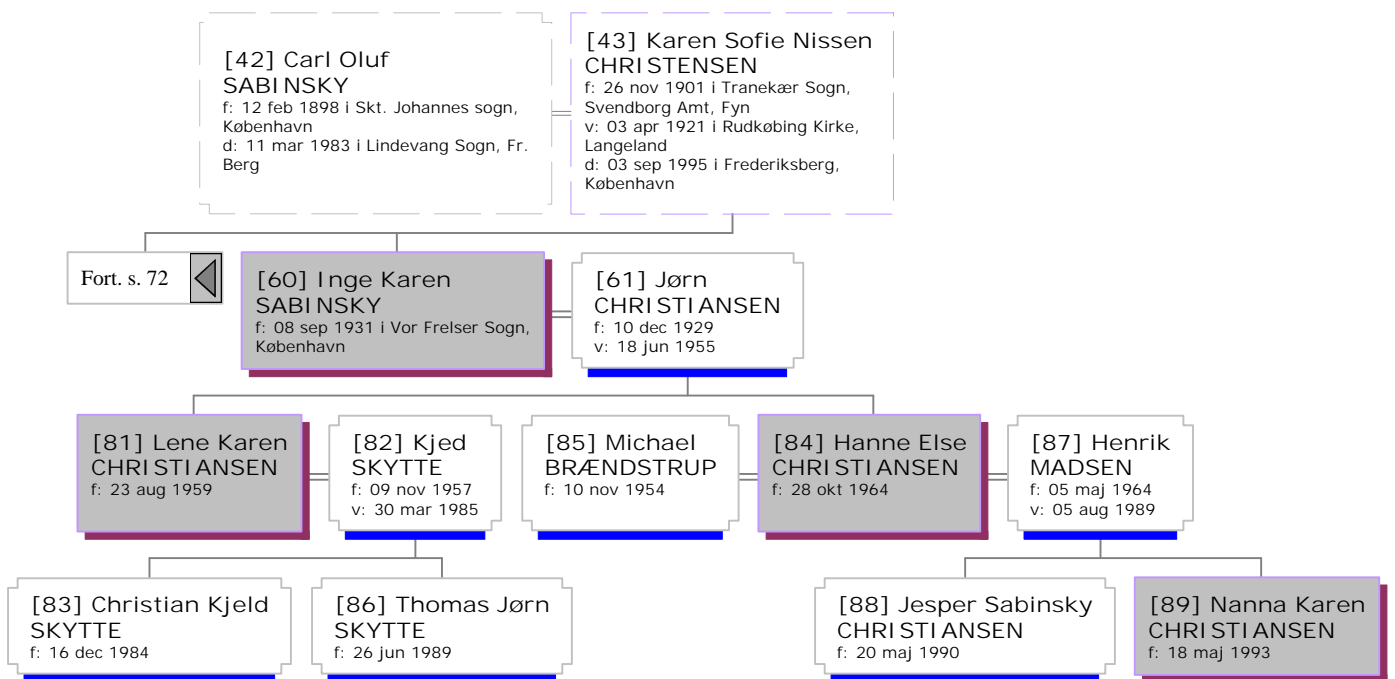 [42] Carl Oluf
SABINSKY
f: 12 feb 1898 i Skt. Johannes sogn,
København
d: 11 mar 1983 i Lindevang Sogn, Fr.
Berg
[43] Karen Sofie Nissen
CHRISTENSEN
f: 26 nov 1901 i Tranekær Sogn,
Svendborg Amt, Fyn
v: 03 apr 1921 i Rudkøbing Kirke,
Langeland
d: 03 sep 1995 i Frederiksberg,
København
Fort. s. 72
[60] Inge Karen
SABINSKY
f: 08 sep 1931 i Vor Frelser Sogn,
København
[61] Jørn
CHRISTIANSEN
f: 10 dec 1929
v: 18 jun 1955
[81] Lene Karen
CHRISTIANSEN
f: 23 aug 1959
[82] Kjed
SKYTTE
f: 09 nov 1957
v: 30 mar 1985
[85] Michael
BRÆNDSTRUP
f: 10 nov 1954
[84] Hanne Else
CHRISTIANSEN
f: 28 okt 1964
[87] Henrik
MADSEN
f: 05 maj 1964
v: 05 aug 1989
[83] Christian Kjeld
SKYTTE
f: 16 dec 1984
[86] Thomas Jørn
SKYTTE
f: 26 jun 1989
[88] Jesper Sabinsky
CHRISTIANSEN
f: 20 maj 1990
[89] Nanna Karen
CHRISTIANSEN
f: 18 maj 1993